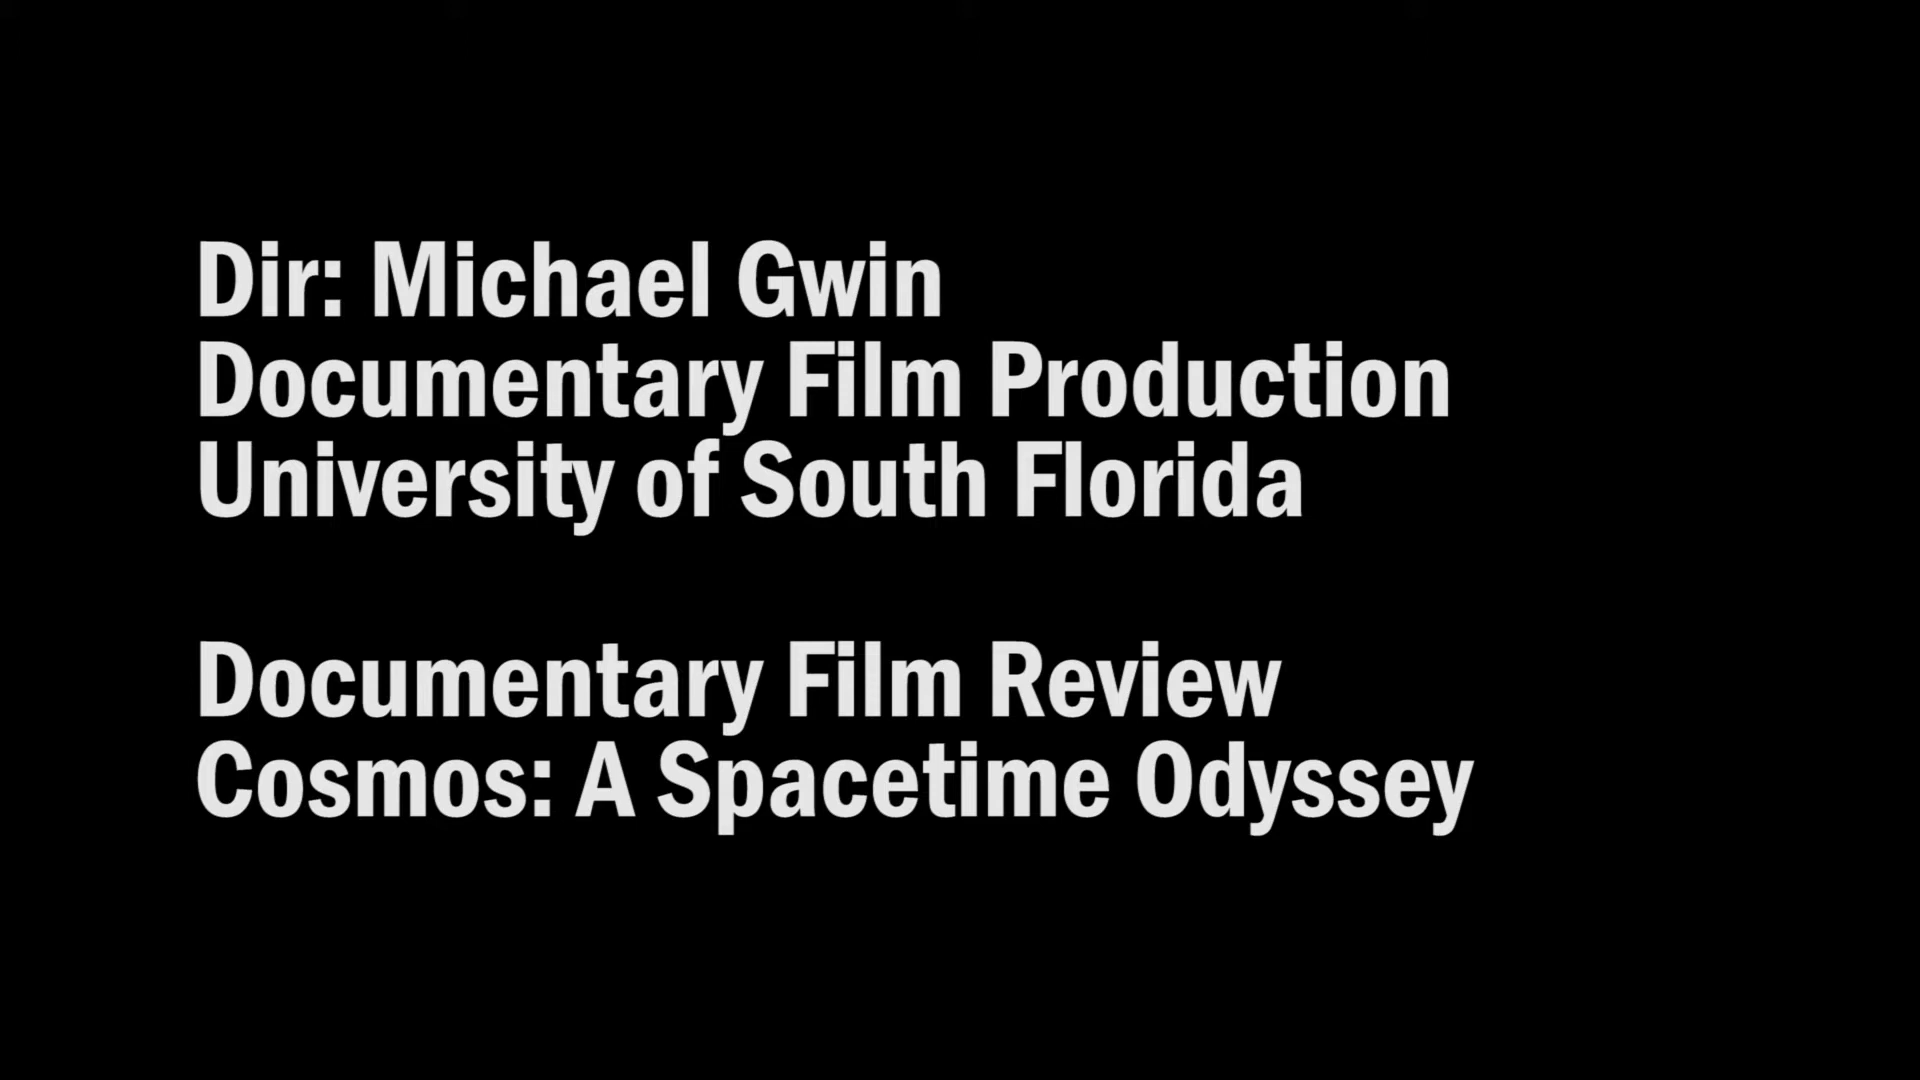 Dir: Michael Gwin
Documentary Film Production
University of South Florida
Documentary Film Review
Cosmos: A Spacetime Odyssey